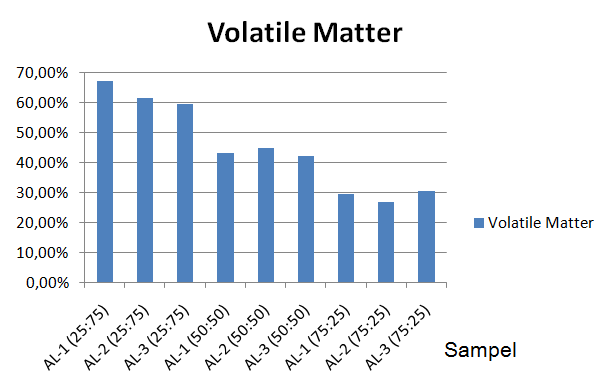 Volatile Matter
70,00%
60,00%
50,00%
40,00%
30,00%
20,00%
10,00%
0,00%
AL-1 (25:75)
AL-2 (25:75)
AL-3 (25:75)
AL-1 (50:50)
AL-2 (50:50)
AL-3 (50:50)
AL-1 (75:25)
AL-2 (75:25)
AL-3 (75:25)
Volatile Matter
Sampel